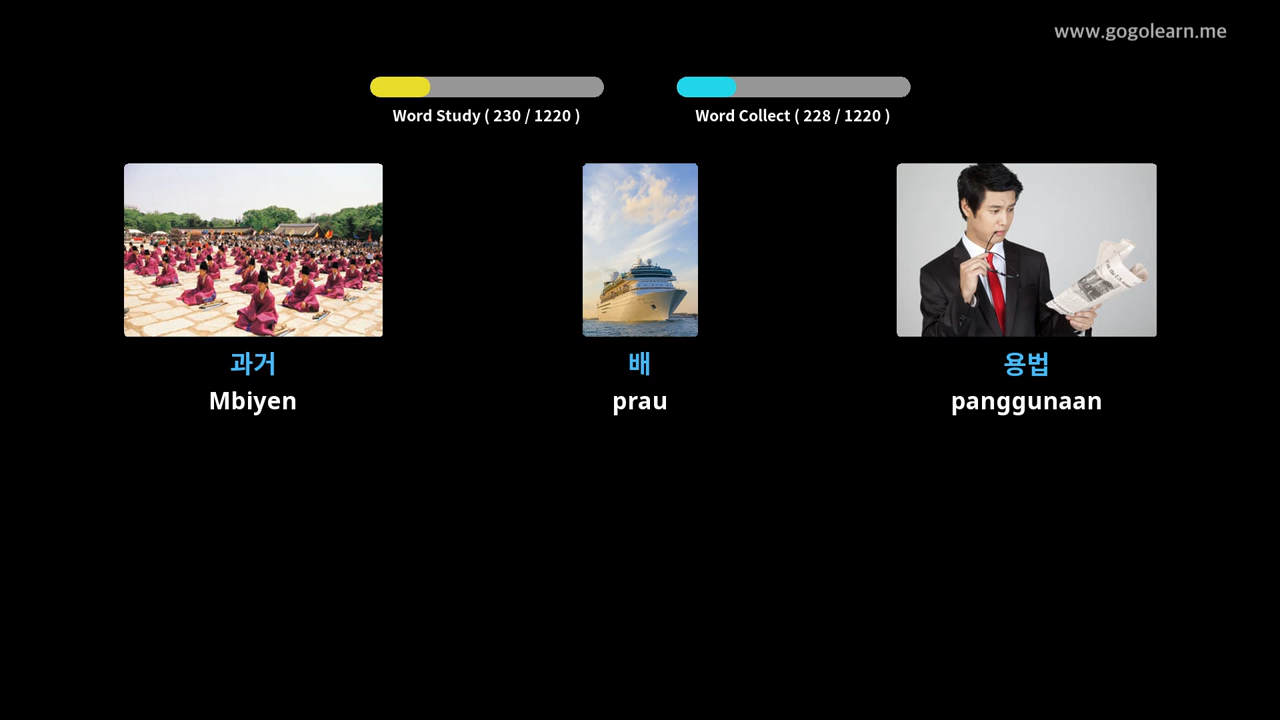 www.gogolearn.me
Word Study ( 230 / 1220 )
Word Collect ( 228 / 1220 )
과거
Mbiyen
배
prau
용법
panggunaan